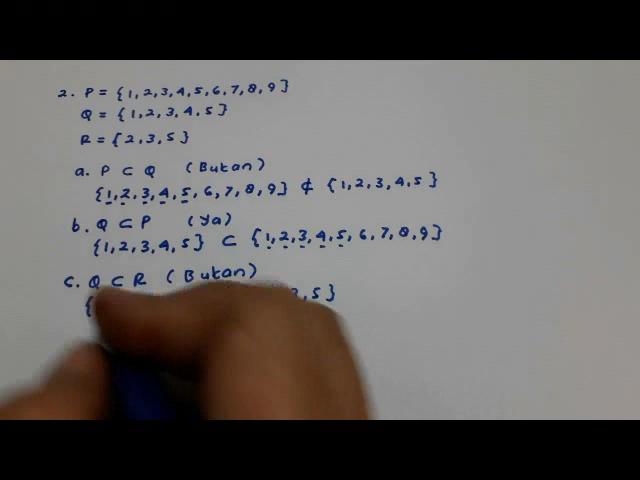 2. P = {1, 2, 3, 4, 5, 6, 7, 8, 9}
Q = {1, 2, 3, 4, 5}
R = {2, 3, 5}
a. P ⊂ Q (Bukan)
{1, 2, 3, 4, 5, 6, 7, 8, 9} ⊄ {1, 2, 3, 4, 5}
b. Q ⊂ P (Ya)
{1, 2, 3, 4, 5} ⊂ {1, 2, 3, 4, 5, 6, 7, 8, 9}
c. Q ⊂ R (Bukan)
{ 3, 5}